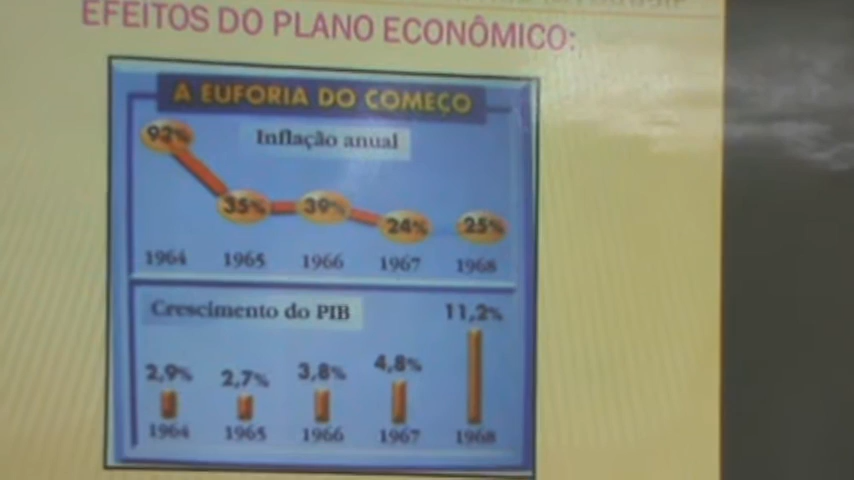 EFEITOS DO PLANO ECONÔMICO:
A EUFORIA DO COMEÇO
Inflação anual
92% 35% 39% 24% 25%
1964 1965 1966 1967 1968
Crescimento do PIB
2,9% 2,7% 3,8% 4,8% 11,2%
1964 1965 1966 1967 1968